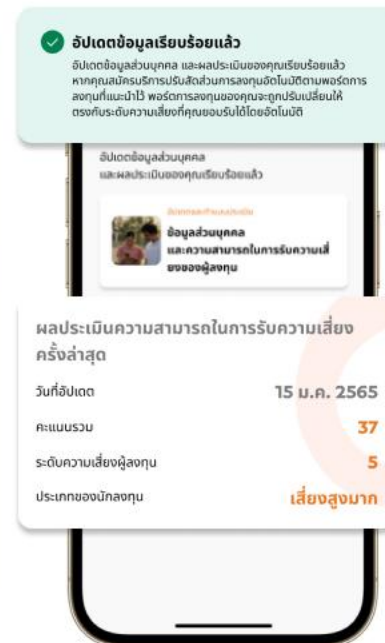 อัปเดตข้อมูลเรียบร้อยแล้ว
อัปเดตข้อมูลส่วนบุคคล และผลประเมินของคุณเรียบร้อยแล้ว
หากคุณสมัครบริการปรับสัดส่วนการลงทุนอัตโนมัติตามพอร์ตการ
ลงทุนที่แนะนำไว้ พอร์ตการลงทุนของคุณจะถูกปรับเปลี่ยนให้
ตรงกับระดับความเสี่ยงที่คุณยอมรับได้โดยอัตโนมัติ
อัปเดตข้อมูลส่วนบุคคล
และผลประเมินของคุณเรียบร้อยแล้ว
อัปเดตและทำแบบประเมิน
ข้อมูลส่วนบุคคล
และความสามารถในการรับความเสี่
ยงของผู้ลงทุน
ผลประเมินความสามารถในการรับความเสี่ยง
ครั้งล่าสุด
วันที่อัปเดต 15 ม.ค. 2565
คะแนนรวม 37
ระดับความเสี่ยงผู้ลงทุน 5
ประเภทของนักลงทุน เสี่ยงสูงมาก